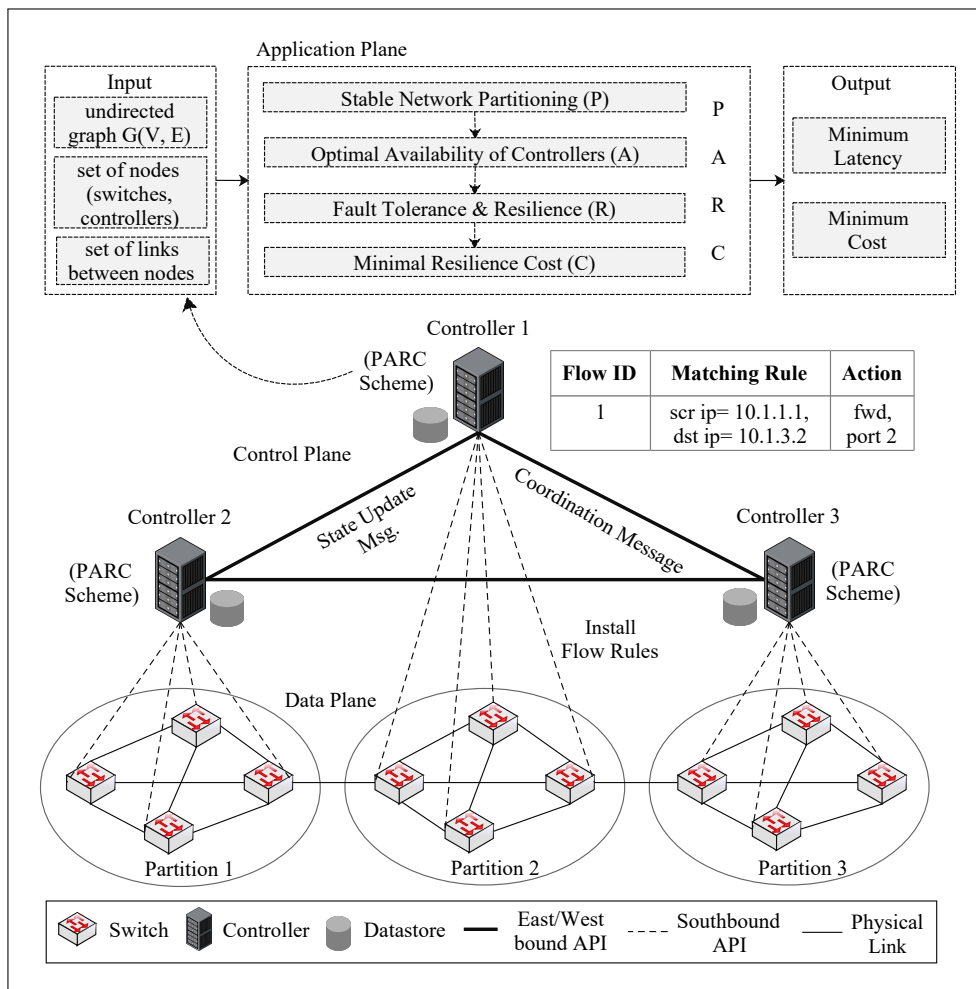 Application Plane
Input
undirected
graph G(V, E)
set of nodes
(switches,
controllers)
set of links
between nodes
Stable Network Partitioning (P)
Optimal Availability of Controllers (A)
Fault Tolerance & Resilience (R)
Minimal Resilience Cost (C)
P
A
R
C
Output
Minimum
Latency
Minimum
Cost
Controller 1
(PARC
Scheme)
Flow ID Matching Rule Action
1 scr ip= 10.1.1.1, fwd,
dst ip= 10.1.3.2 port 2
Control Plane
State Update
Msg.
Coordination Message
Controller 2
(PARC
Scheme)
Controller 3
(PARC
Scheme)
Install
Flow Rules
Data Plane
Partition 1
Partition 2
Partition 3
Switch
Controller
Datastore
East/West
bound API
Southbound
API
Physical
Link